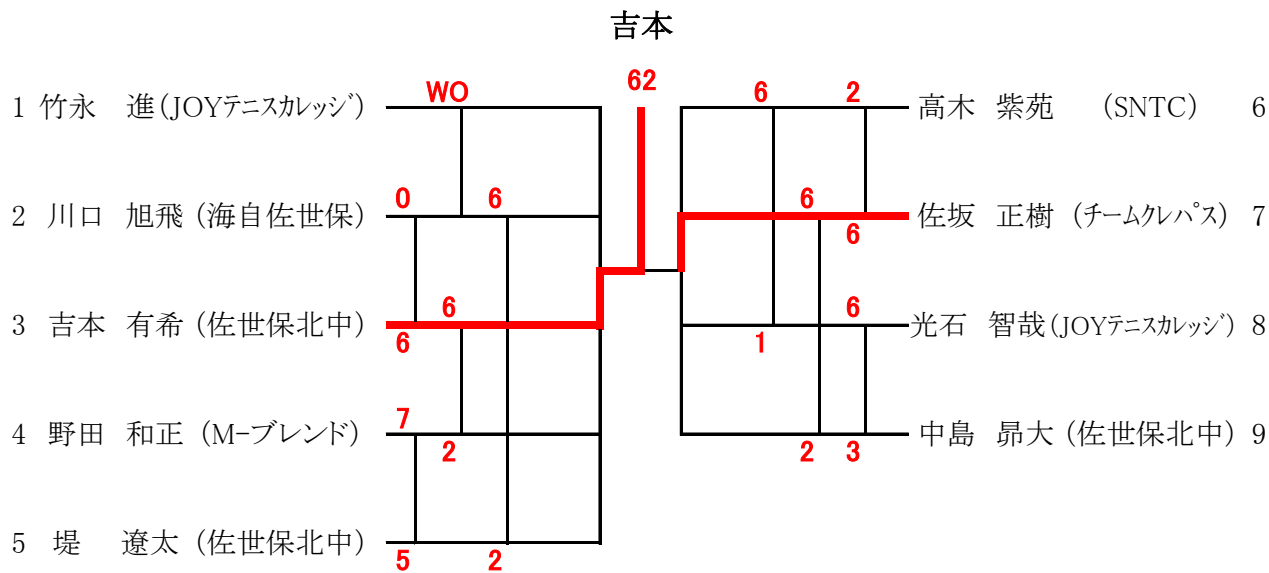 吉本
62
WO
6
2
1 竹永 進(JOYテニスカレッジ)
高木 紫苑 (SNTC) 6
0
6
6
2 川口 旭飛 (海自佐世保)
佐坂 正樹 (チームクレパス) 7
6
6
6
3 吉本 有希 (佐世保北中)
光石 智哉(JOYテニスカレッジ) 8
6
1
7
4 野田 和正 (M-ブレンド)
中島 昴大 (佐世保北中) 9
2
2
3
5 堤 遼太 (佐世保北中)
5
2